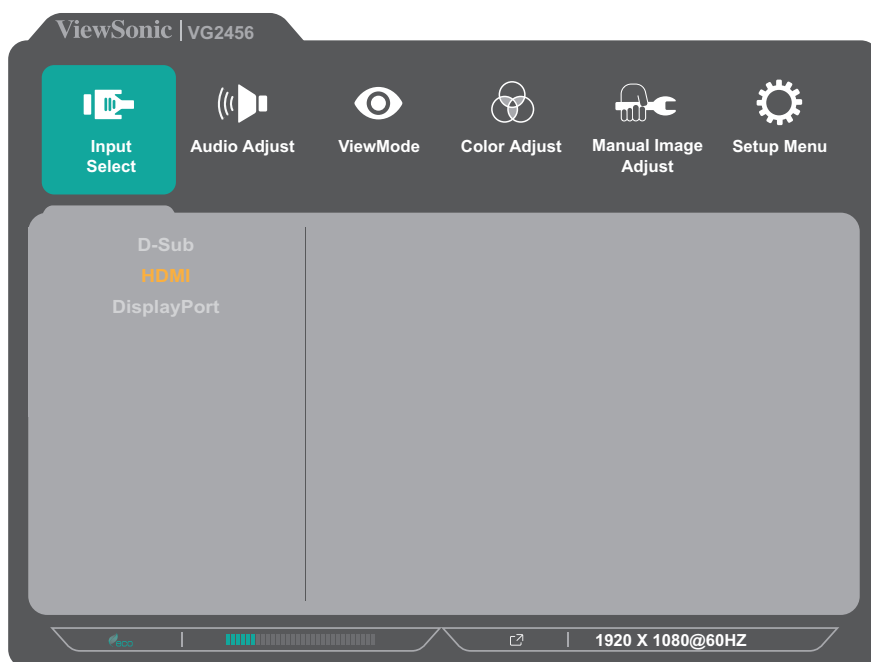 ViewSonic | VG2456
Input
Select
Audio Adjust
ViewMode
Color Adjust
Manual Image
Adjust
Setup Menu
D-Sub
HDMI
DisplayPort
ECO
1920 X 1080@60HZ